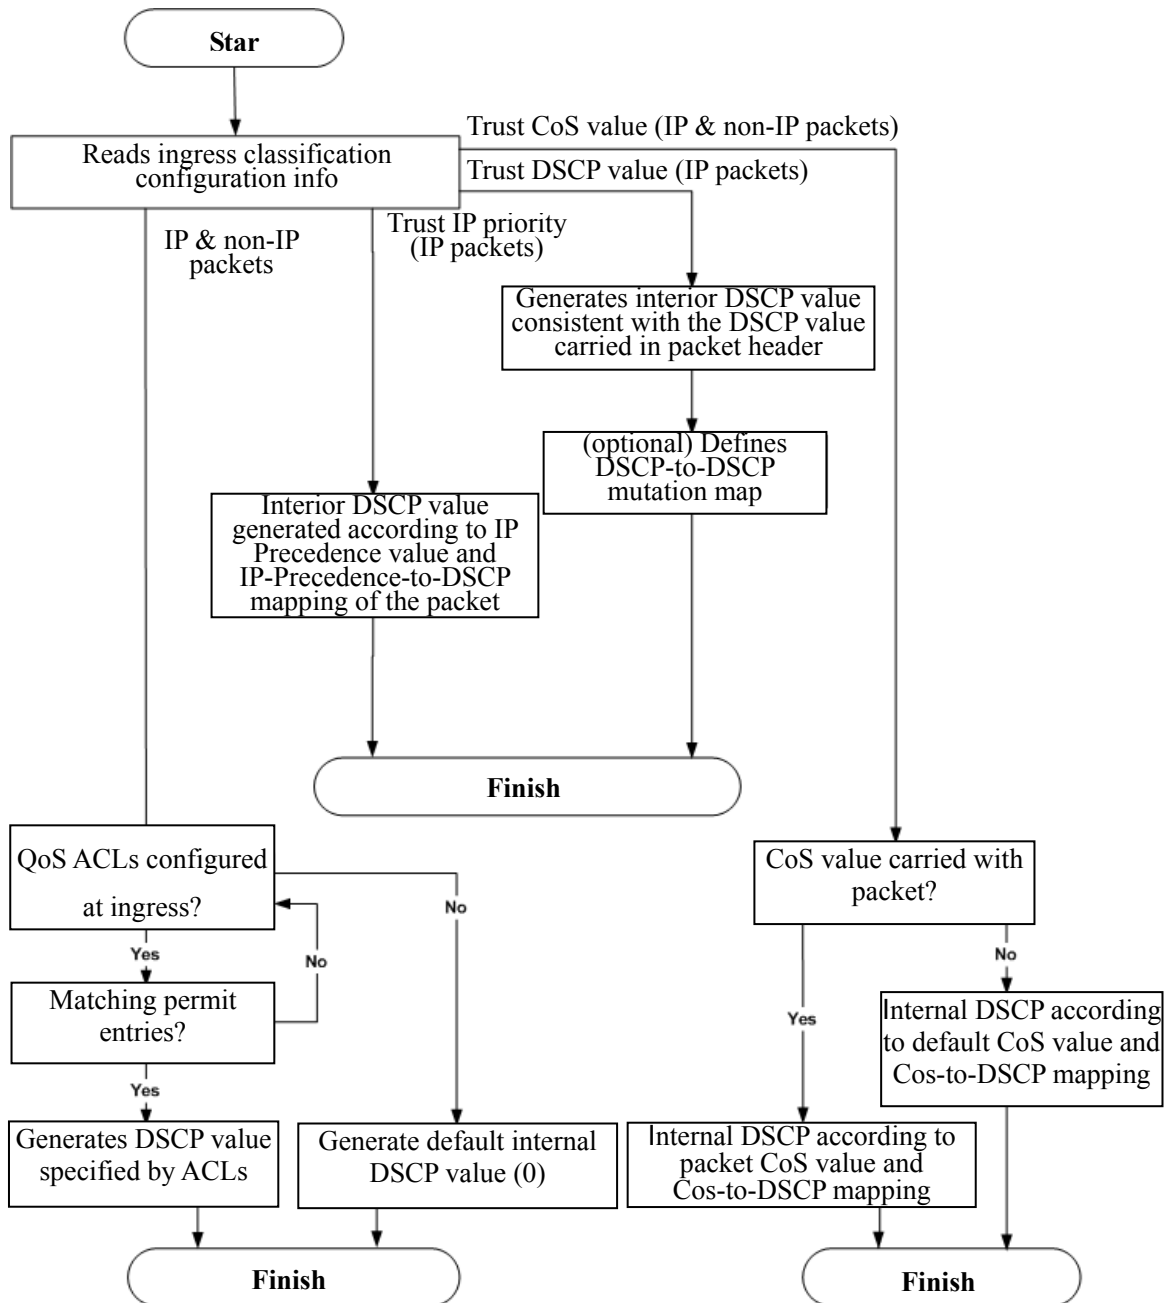 Star
Trust CoS value (IP & non-IP packets)
Reads ingress classification
configuration info
Trust DSCP value (IP packets)
IP & non-IP
packets
Trust IP priority
(IP packets)
Generates interior DSCP value
consistent with the DSCP value
carried in packet header
(optional) Defines
DSCP-to-DSCP
mutation map
Interior DSCP value
generated according to IP
Precedence value and
IP-Precedence-to-DSCP
mapping of the packet
Finish
QoS ACLs configured
at ingress?
No
Yes
No
Matching permit
entries?
Yes
Generates DSCP value
specified by ACLs
Generate default internal
DSCP value (0)
Finish
CoS value carried with
packet?
No
Yes
Internal DSCP according
to default CoS value and
Cos-to-DSCP mapping
Internal DSCP according to
packet CoS value and
Cos-to-DSCP mapping
Finish